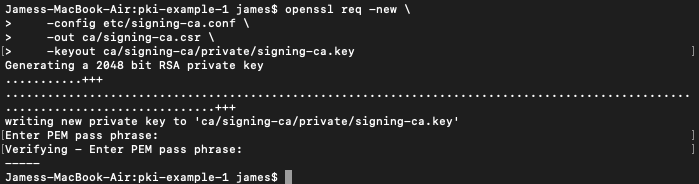 Jamess-MacBook-Air:pki-example-1 james$ openssl req -new \
>     -config etc/signing-ca.conf \
>     -out ca/signing-ca.csr \
[>     -keyout ca/signing-ca/private/signing-ca.key ]
Generating a 2048 bit RSA private key
...........+++
.....................................................................................................
...............................+++
writing new private key to 'ca/signing-ca/private/signing-ca.key'
[Enter PEM pass phrase: ]
[Verifying - Enter PEM pass phrase: ]
-----
Jamess-MacBook-Air:pki-example-1 james$